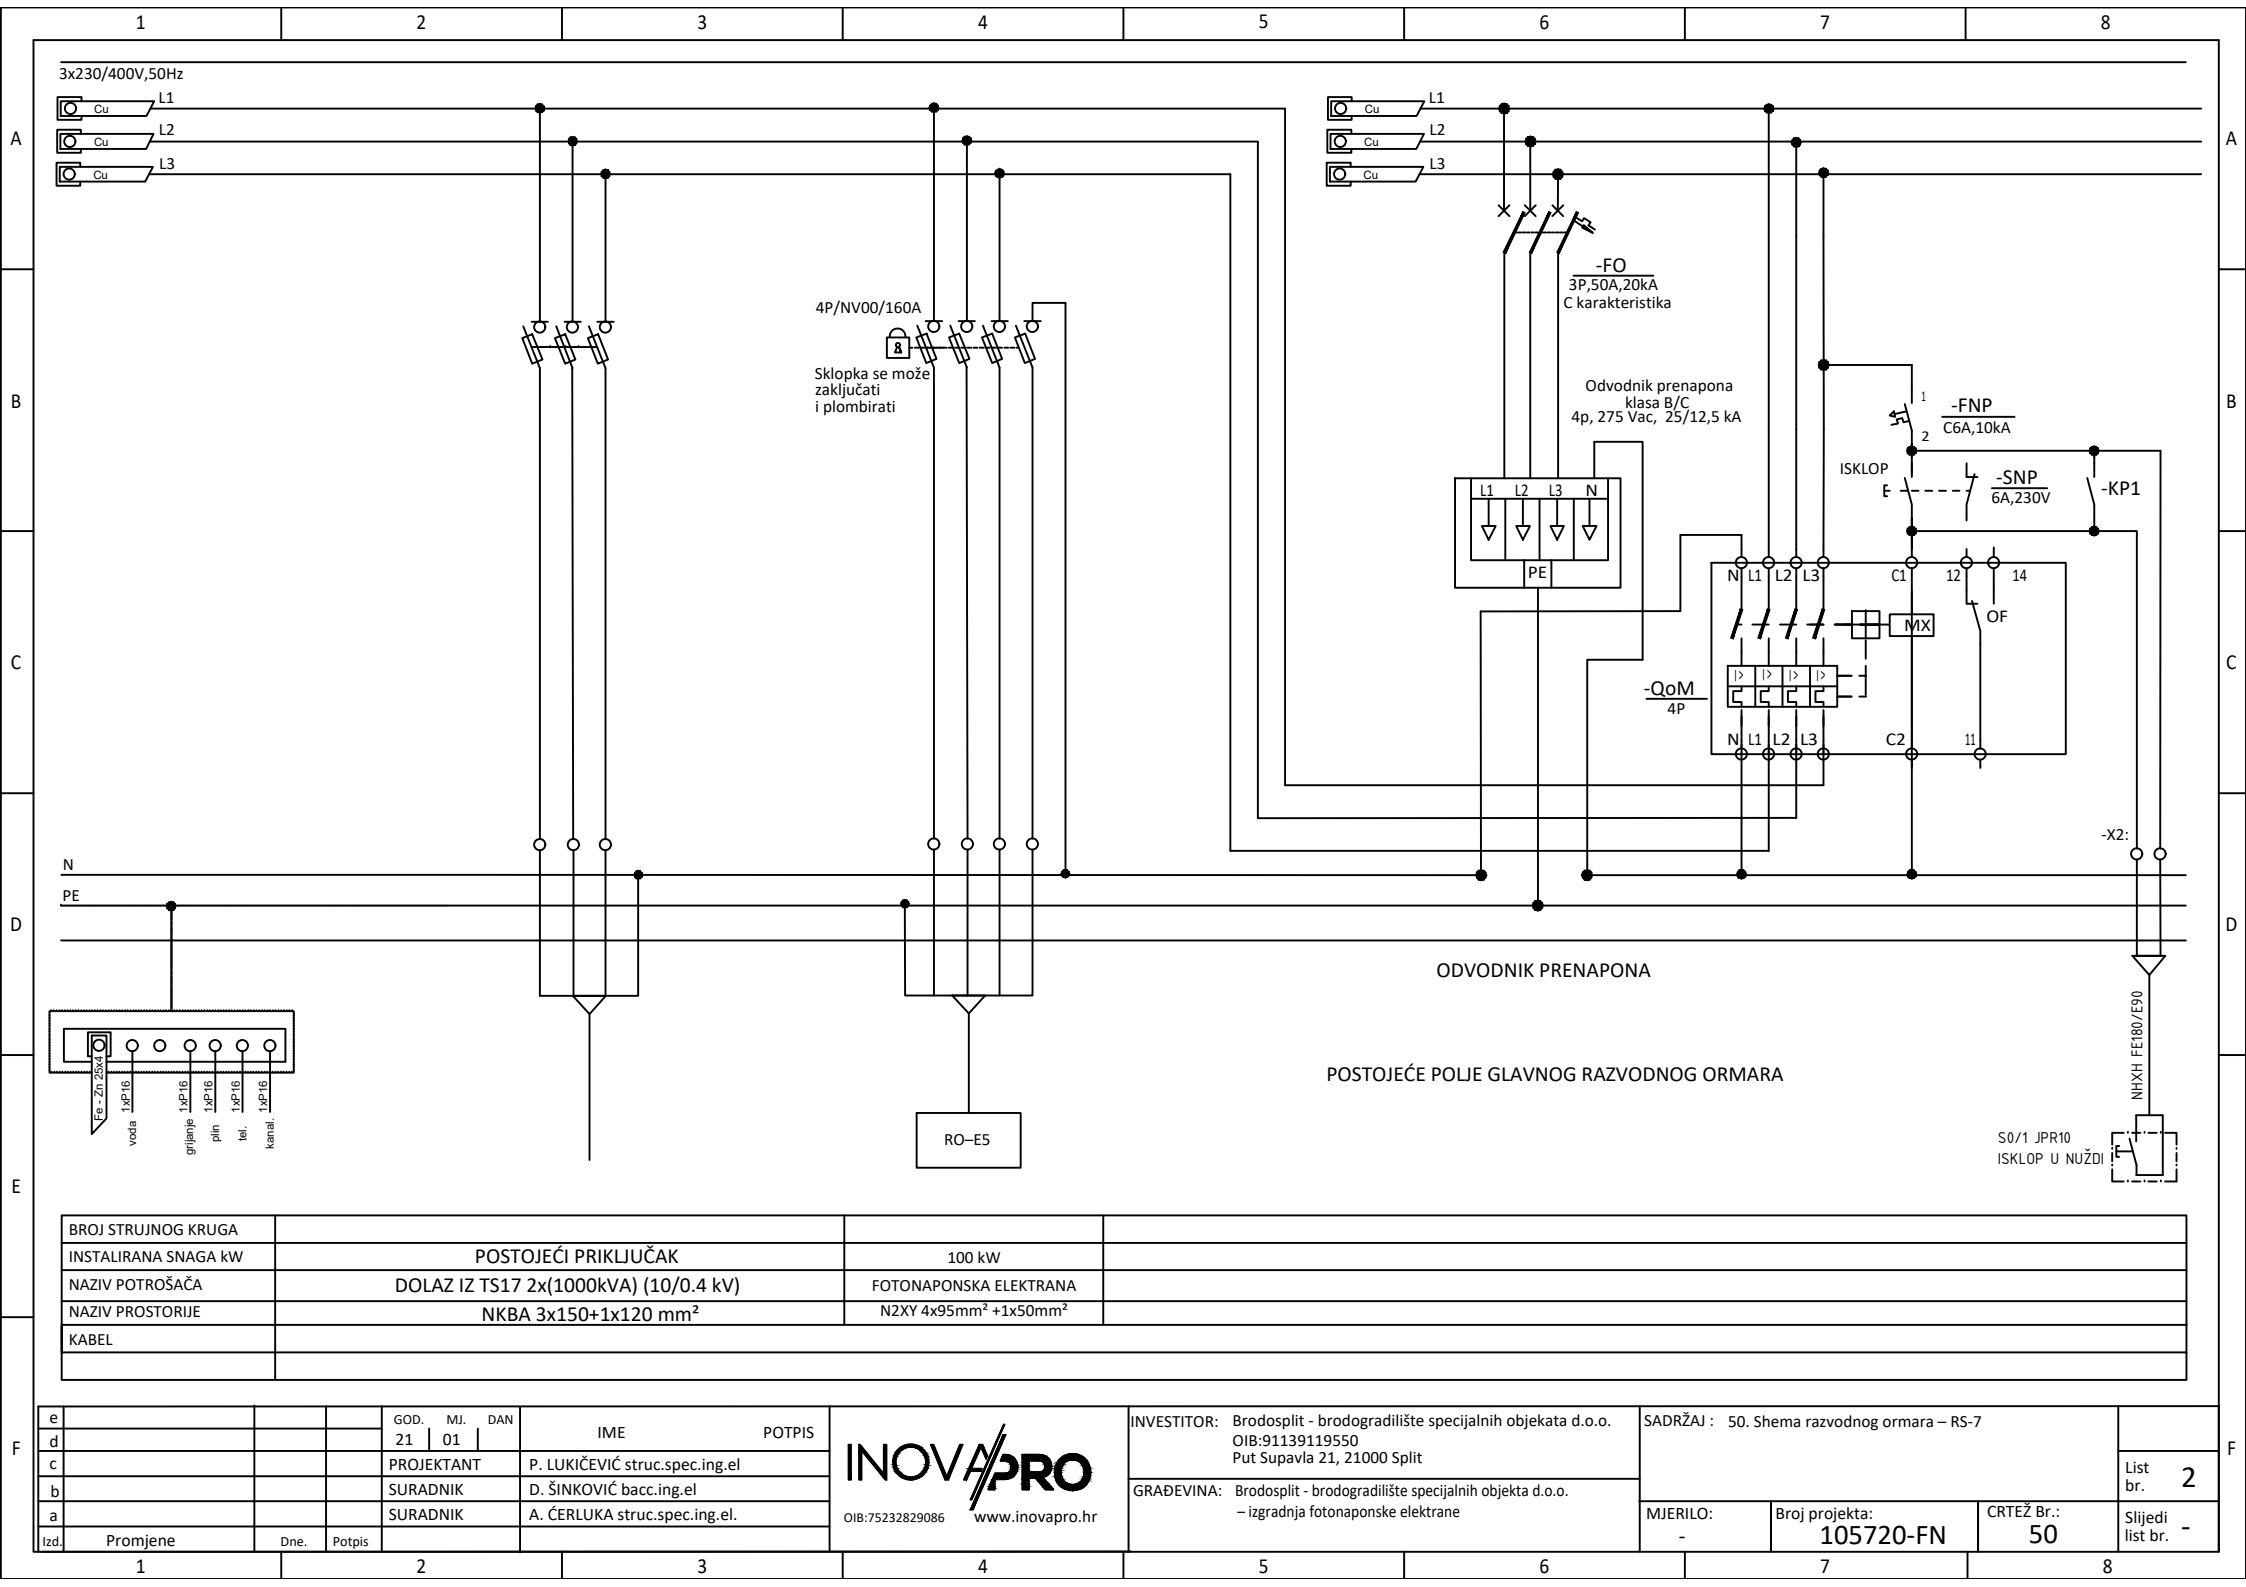 1 2 3 4 5 6 7 8
3x230/400V,50Hz
Cu L1
Cu L2
Cu L3
Cu L1
Cu L2
Cu L3
A A
B B
C C
D D
E E
F F
-FO
3P,50A,20kA
C karakteristika
4P/NV00/160A
Sklopka se može
zaključati
i plombirati
Odvodnik prenapona
klasa B/C
4p, 275 Vac, 25/12,5 kA
1
2
-FNP
C6A,10kA
ISKLOP
-SNP
6A,230V
-KP1
L1 L2 L3 N
PE
N L1 L2 L3 C1 12 14
MX
OF
I> I> I> I>
-QoM
4P
N L1 L2 L3 C2 11
-X2:
N
PE
ODVODNIK PRENAPONA
POSTOJEĆE POLJE GLAVNOG RAZVODNOG ORMARA
NHXH FE180/E90
S0/1 JPR10
ISKLOP U NUŽDI
Fe - Zn 25x4
1xP16 voda
1xP16 grijanje
1xP16 plin
1xP16 tel.
1xP16 kanal.
RO–E5
BROJ STRUJNOG KRUGA
INSTALIRANA SNAGA kW POSTOJEĆI PRIKLJUČAK 100 kW
NAZIV POTROŠAČA DOLAZ IZ TS17 2x(1000kVA) (10/0.4 kV) FOTONAPONSKA ELEKTRANA
NAZIV PROSTORIJE NKBA 3x150+1x120 mm² N2XY 4x95mm² +1x50mm²
KABEL
e
d
c
b
a
Izd. Promjene Dne. Potpis
GOD. MJ. DAN
21 01
IME POTPIS
PROJEKTANT P. LUKIČEVIĆ struc.spec.ing.el
SURADNIK D. ŠINKOVIĆ bacc.ing.el
SURADNIK A. ĆERLUKA struc.spec.ing.el.
INOVAPRO
OIB:75232829086 www.inovapro.hr
INVESTITOR: Brodosplit - brodogradilište specijalnih objekata d.o.o.
OIB:91139119550
Put Supavla 21, 21000 Split
GRAĐEVINA: Brodosplit - brodogradilište specijalnih objekta d.o.o.
– izgradnja fotonaponske elektrane
SADRŽAJ : 50. Shema razvodnog ormara – RS-7
MJERILO:
-
Broj projekta:
105720-FN
CRTEŽ Br.:
50
List
br. 2
Slijedi
list br. -
1 2 3 4 5 6 7 8